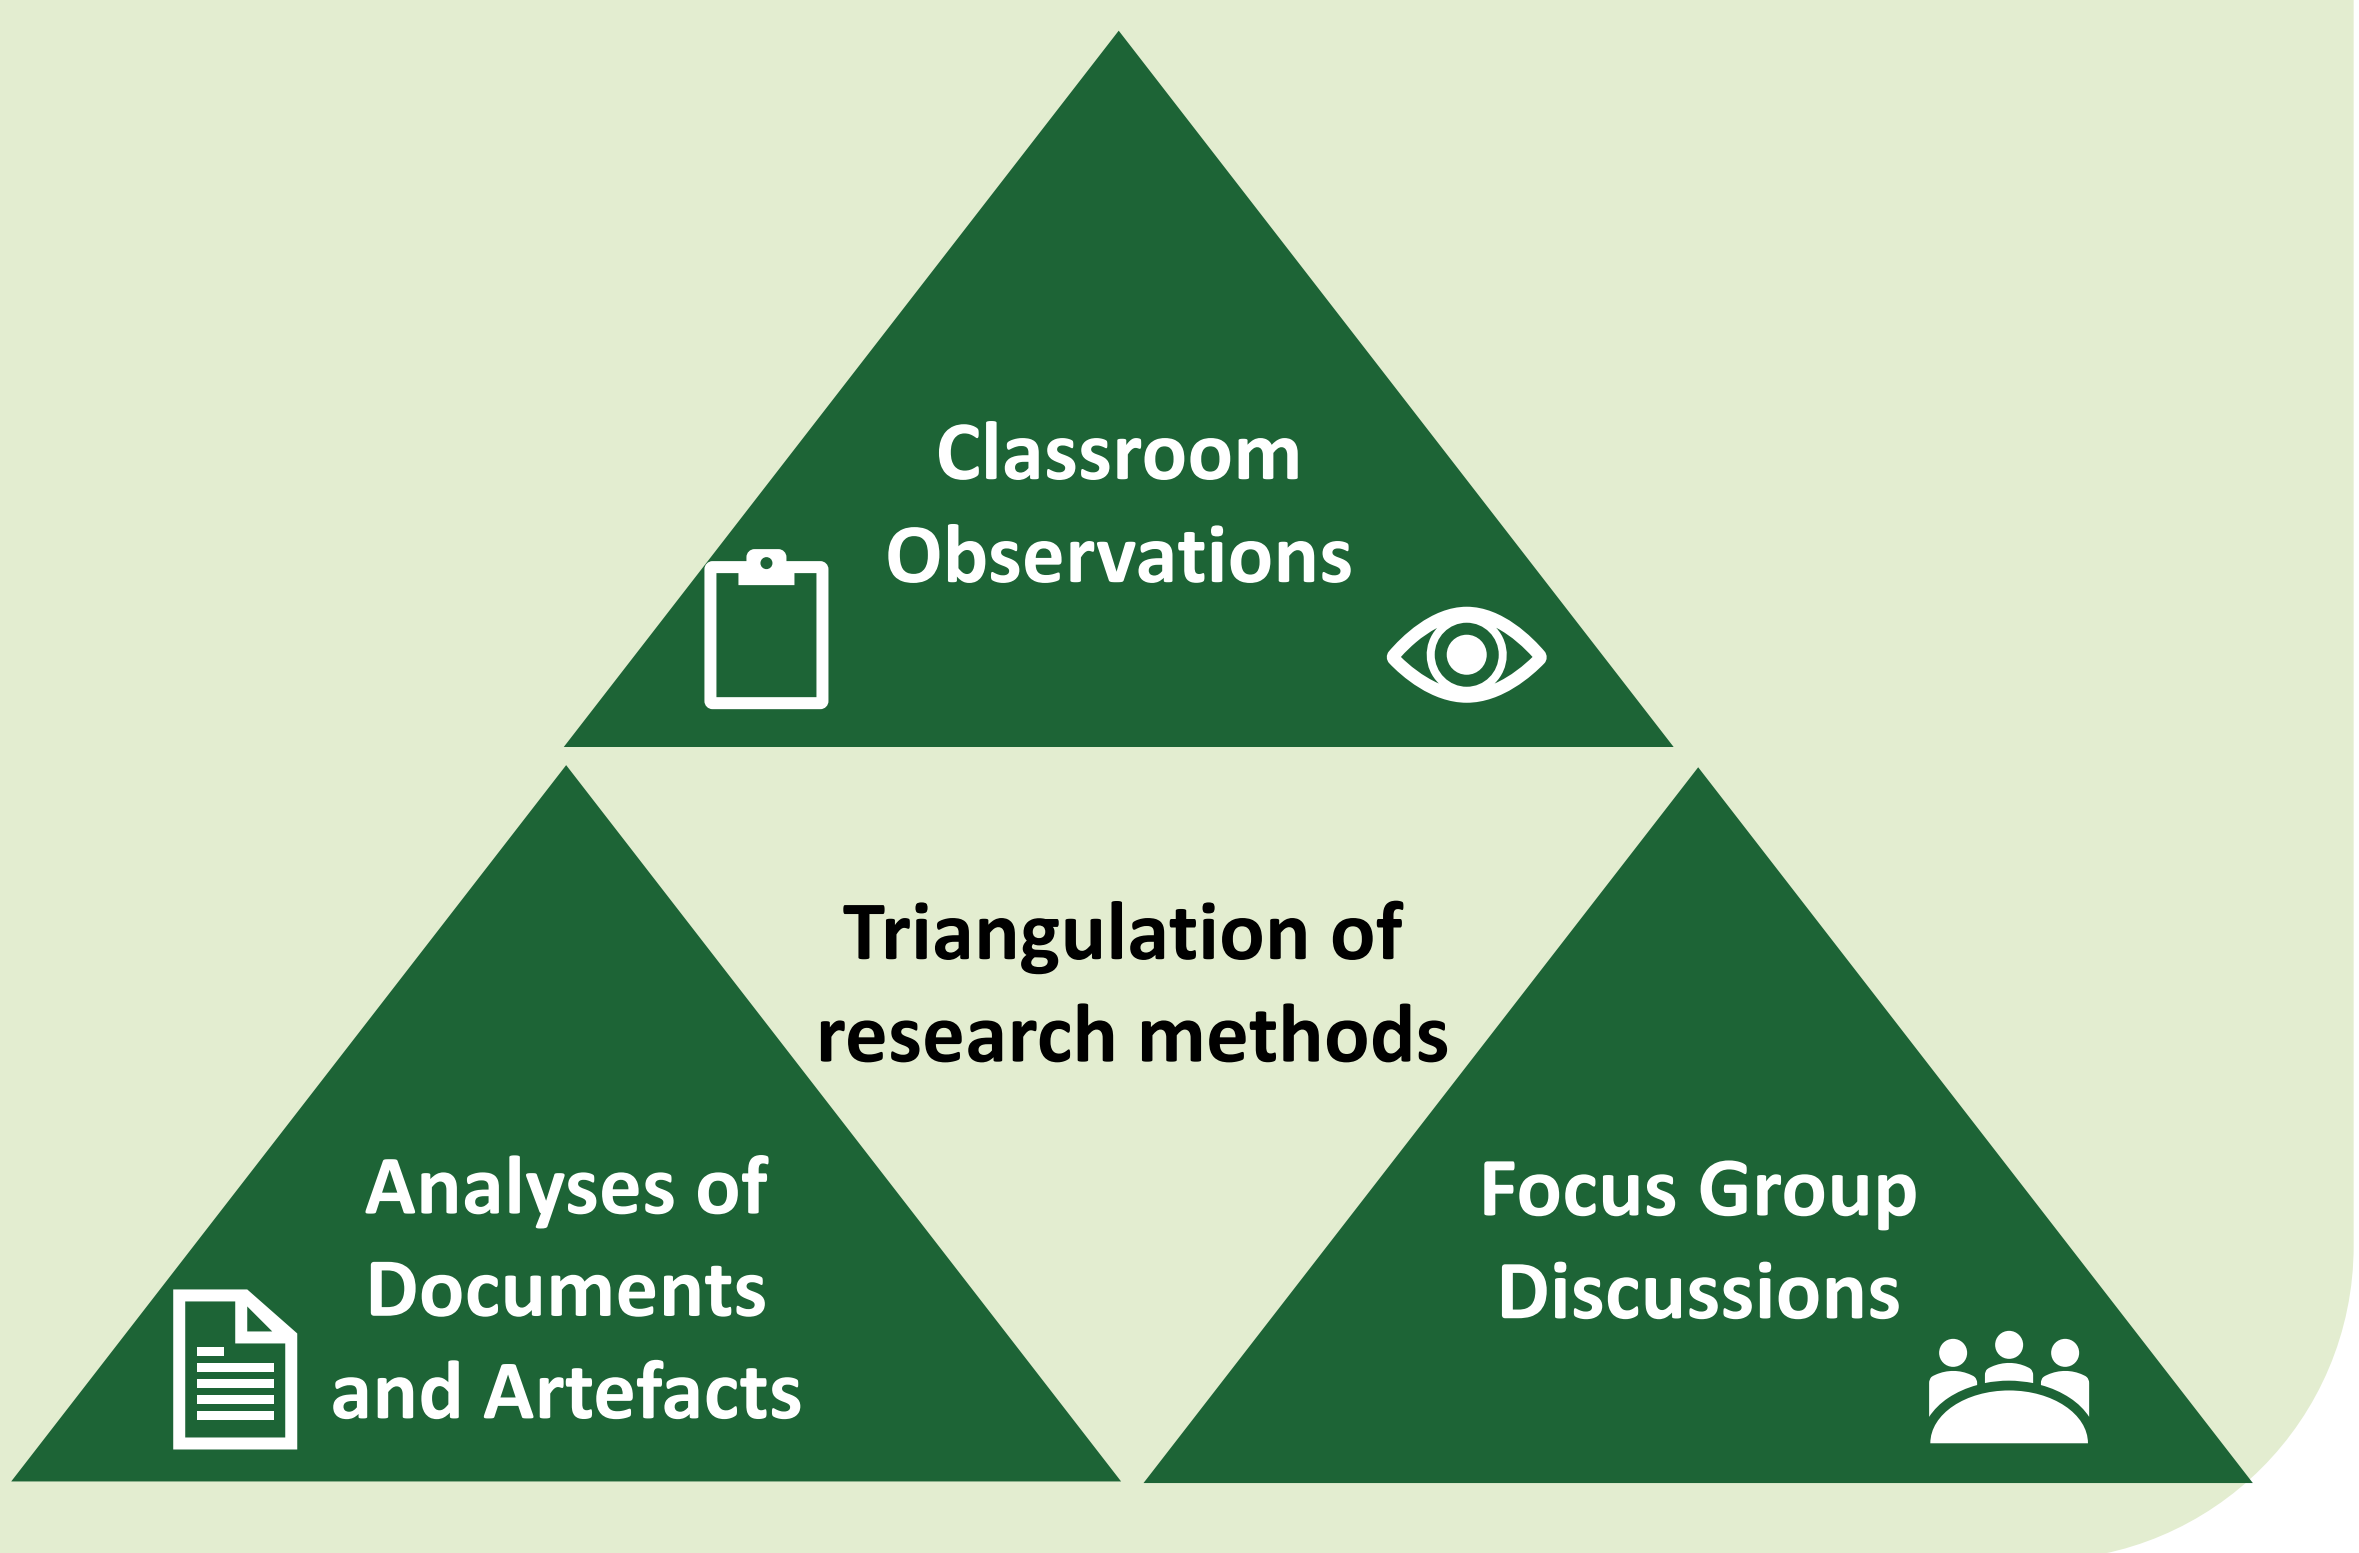 Classroom
Observations
Triangulation of
research methods
Analyses of
Documents
and Artefacts
Focus Group
Discussions